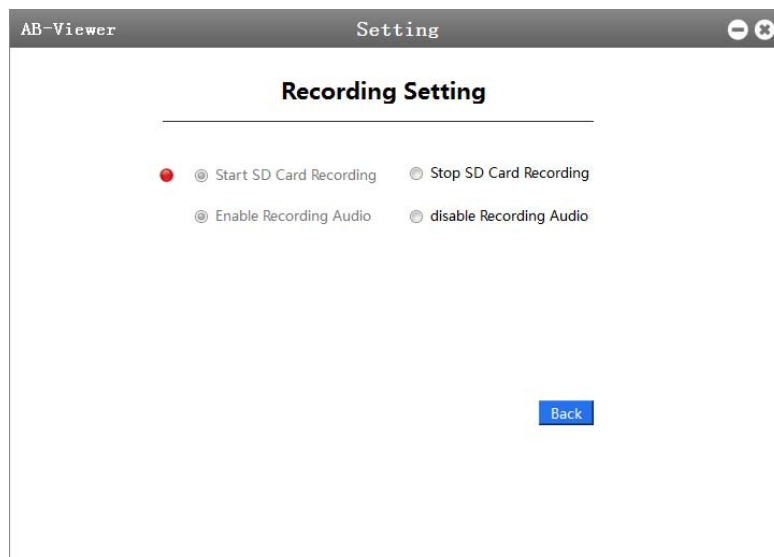 AB-Viewer Setting
Recording Setting
Start SD Card Recording Stop SD Card Recording
Enable Recording Audio disable Recording Audio
Back